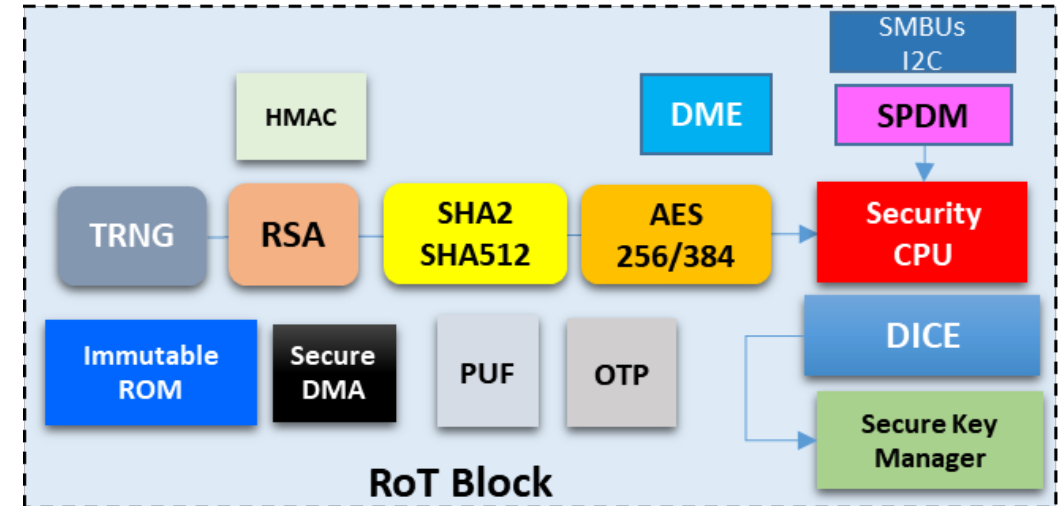 SMBUs
I2C
HMAC
DME
SPDM
TRNG
RSA
SHA2
SHA512
AES
256/384
Security
CPU
Immutable
ROM
Secure
DMA
PUF
OTP
DICE
Secure Key
Manager
RoT Block